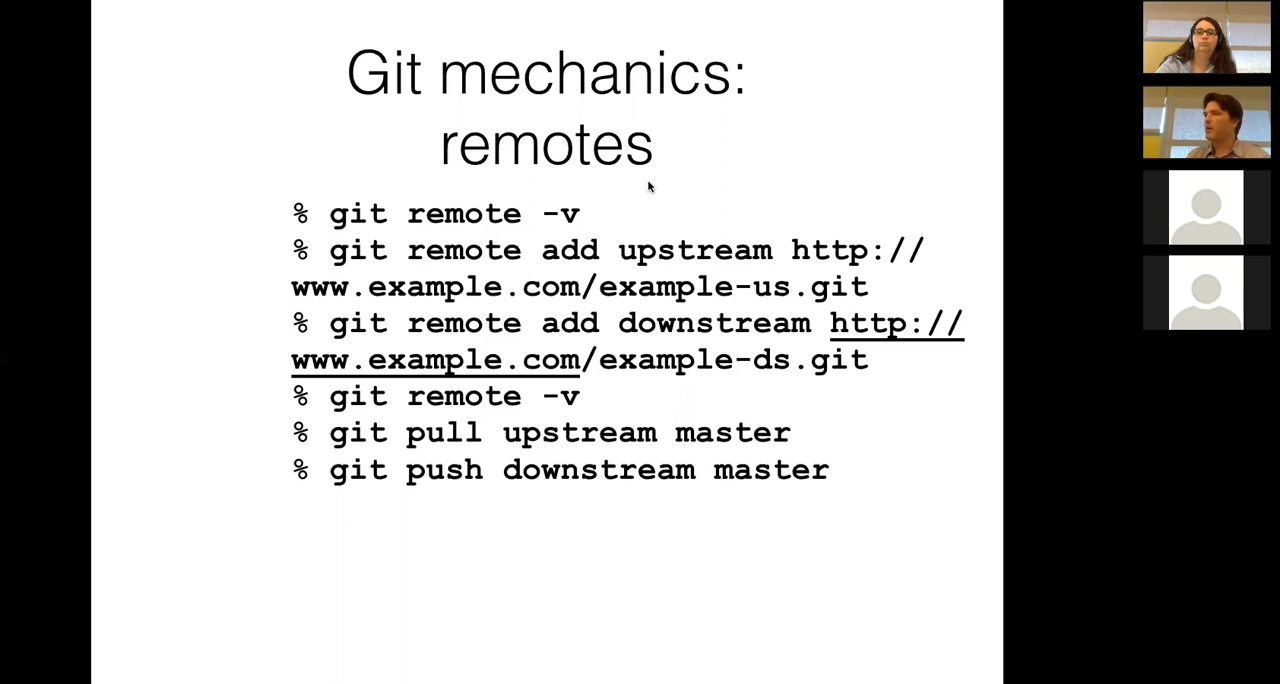 Git mechanics:
remotes
% git remote -v
% git remote add upstream http://
www.example.com/example-us.git
% git remote add downstream http://
www.example.com/example-ds.git
% git remote -v
% git pull upstream master
% git push downstream master